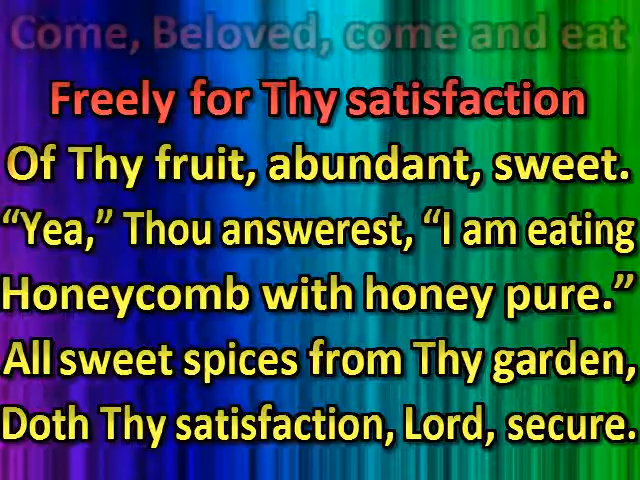 Come, Beloved, come and eat
Freely for Thy satisfaction
Of Thy fruit, abundant, sweet.
“Yea,” Thou answerest, “I am eating
Honeycomb with honey pure.”
All sweet spices from Thy garden,
Doth Thy satisfaction, Lord, secure.